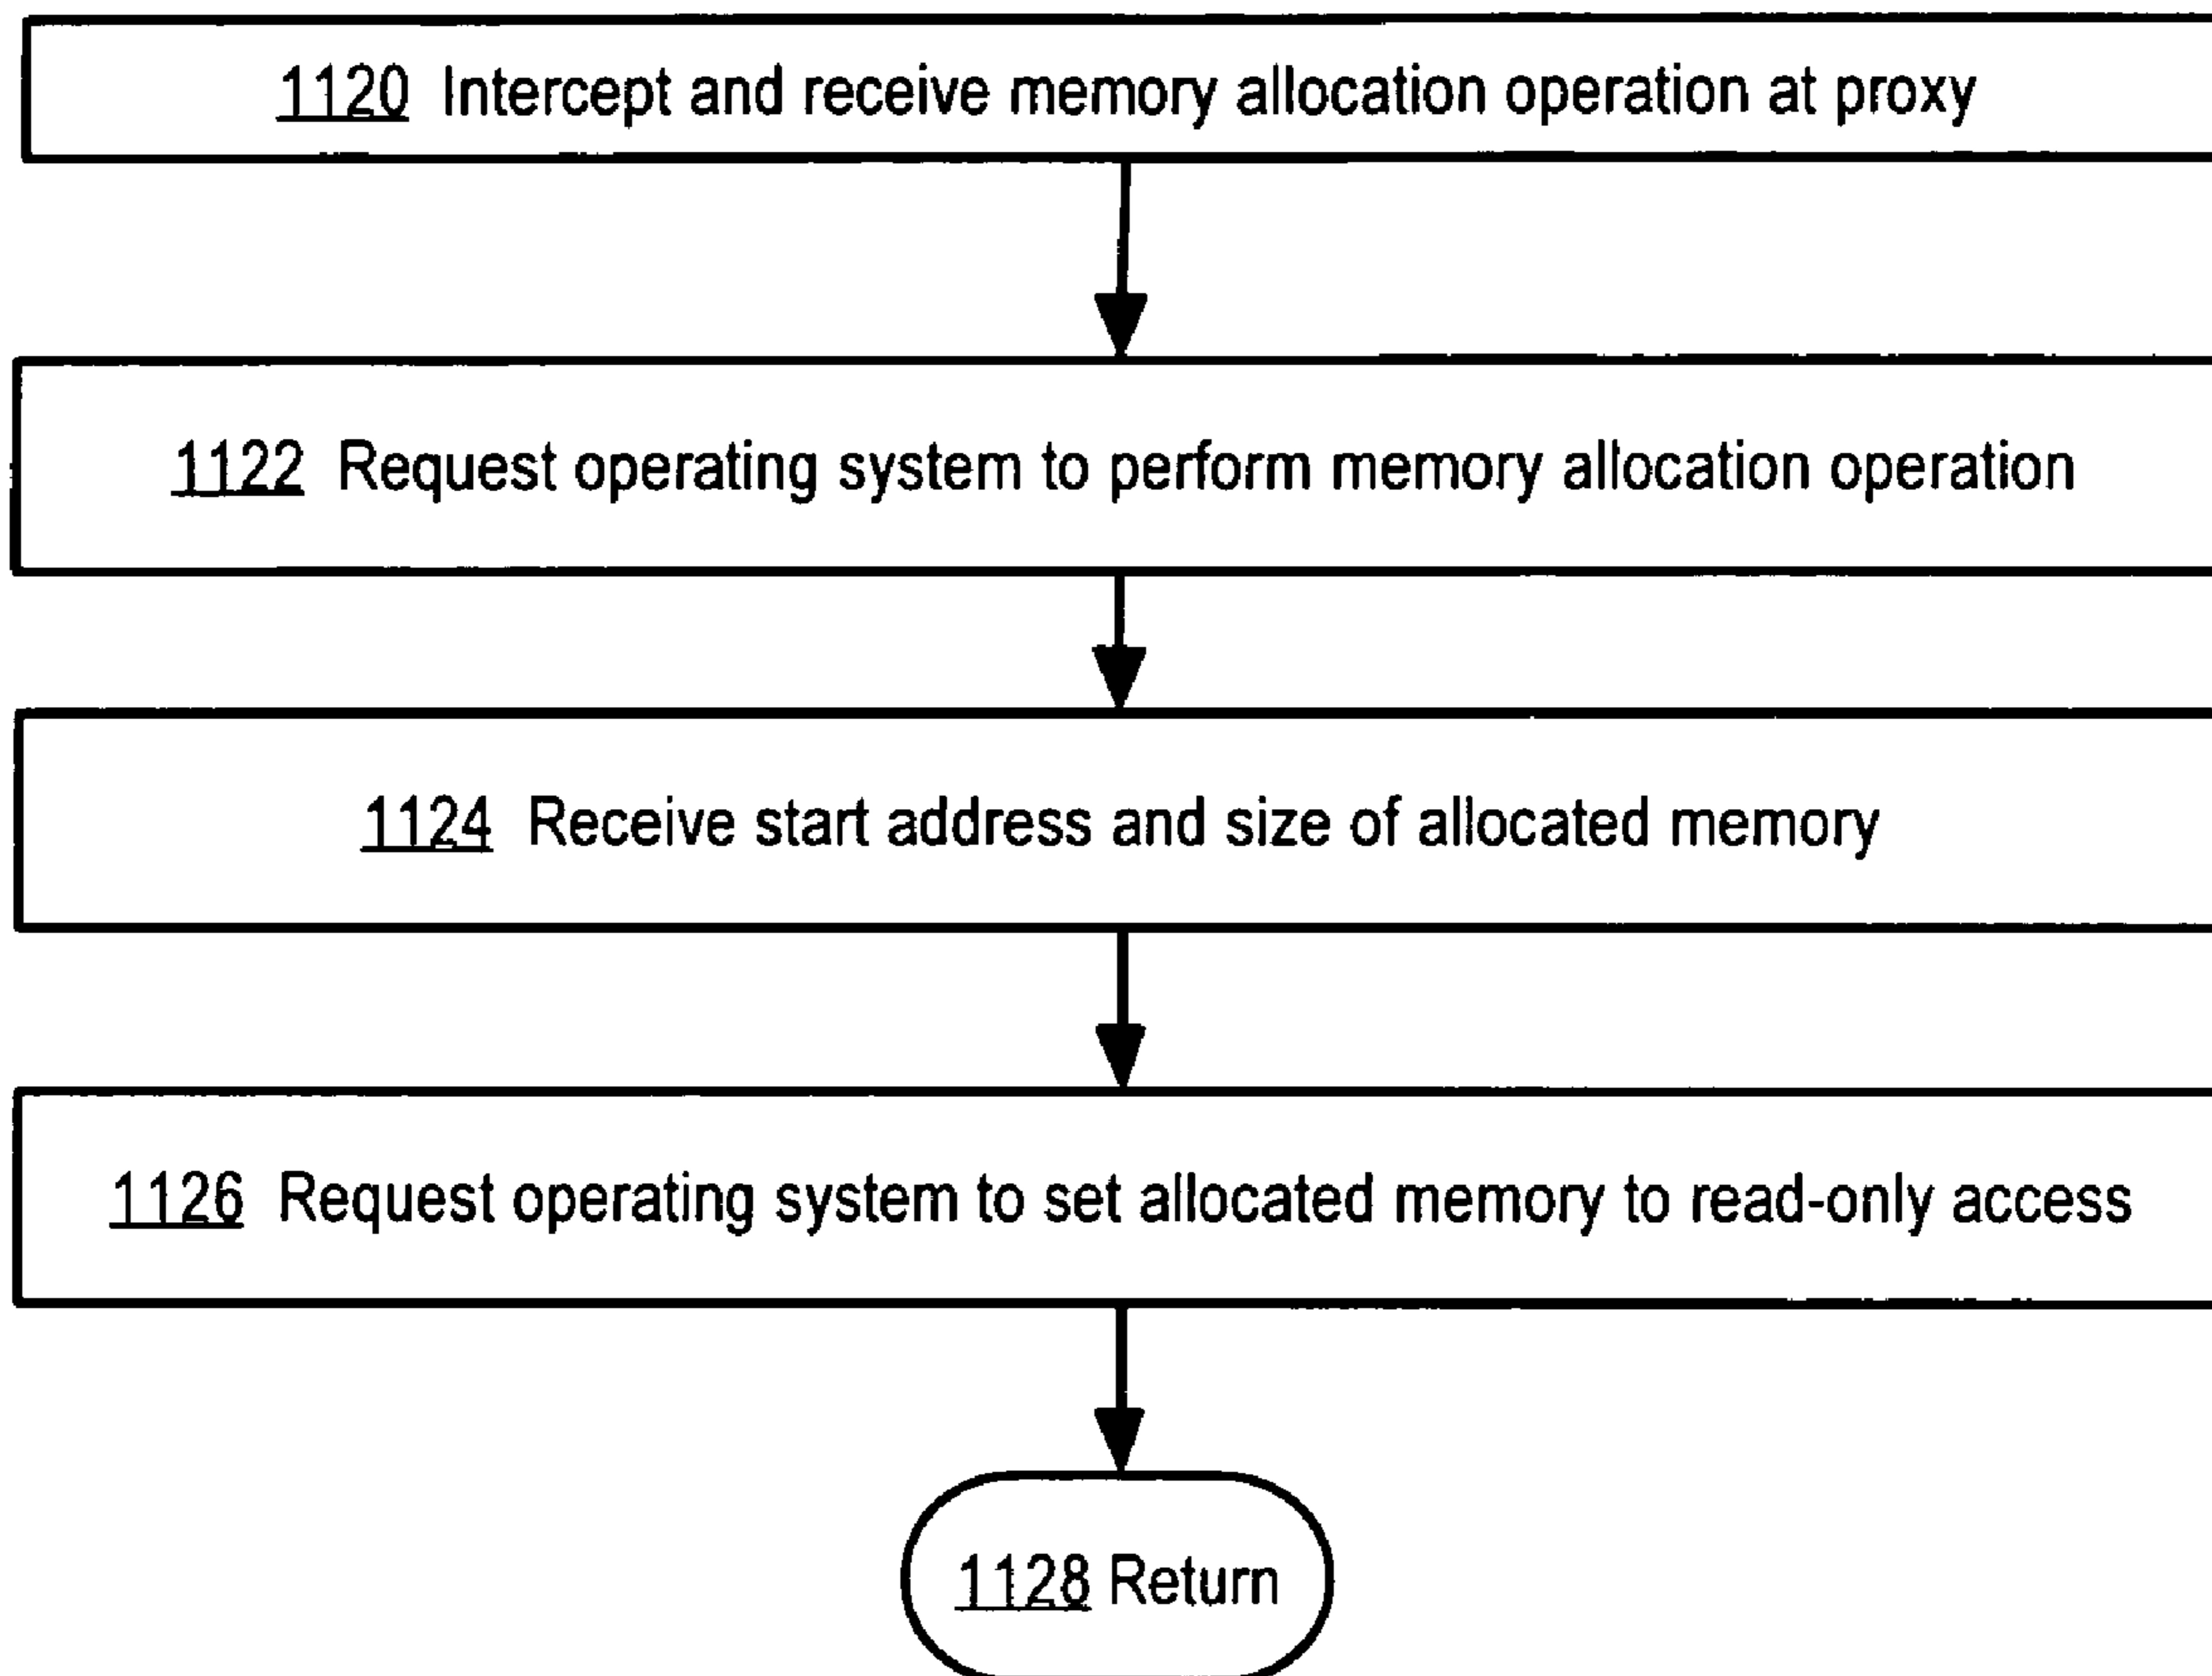 1120 Intercept and receive memory allocation operation at proxy
1122 Request operating system to perform memory allocation operation
1124 Receive start address and size of allocated memory
1126 Request operating system to set allocated memory to read-only access
1128 Return